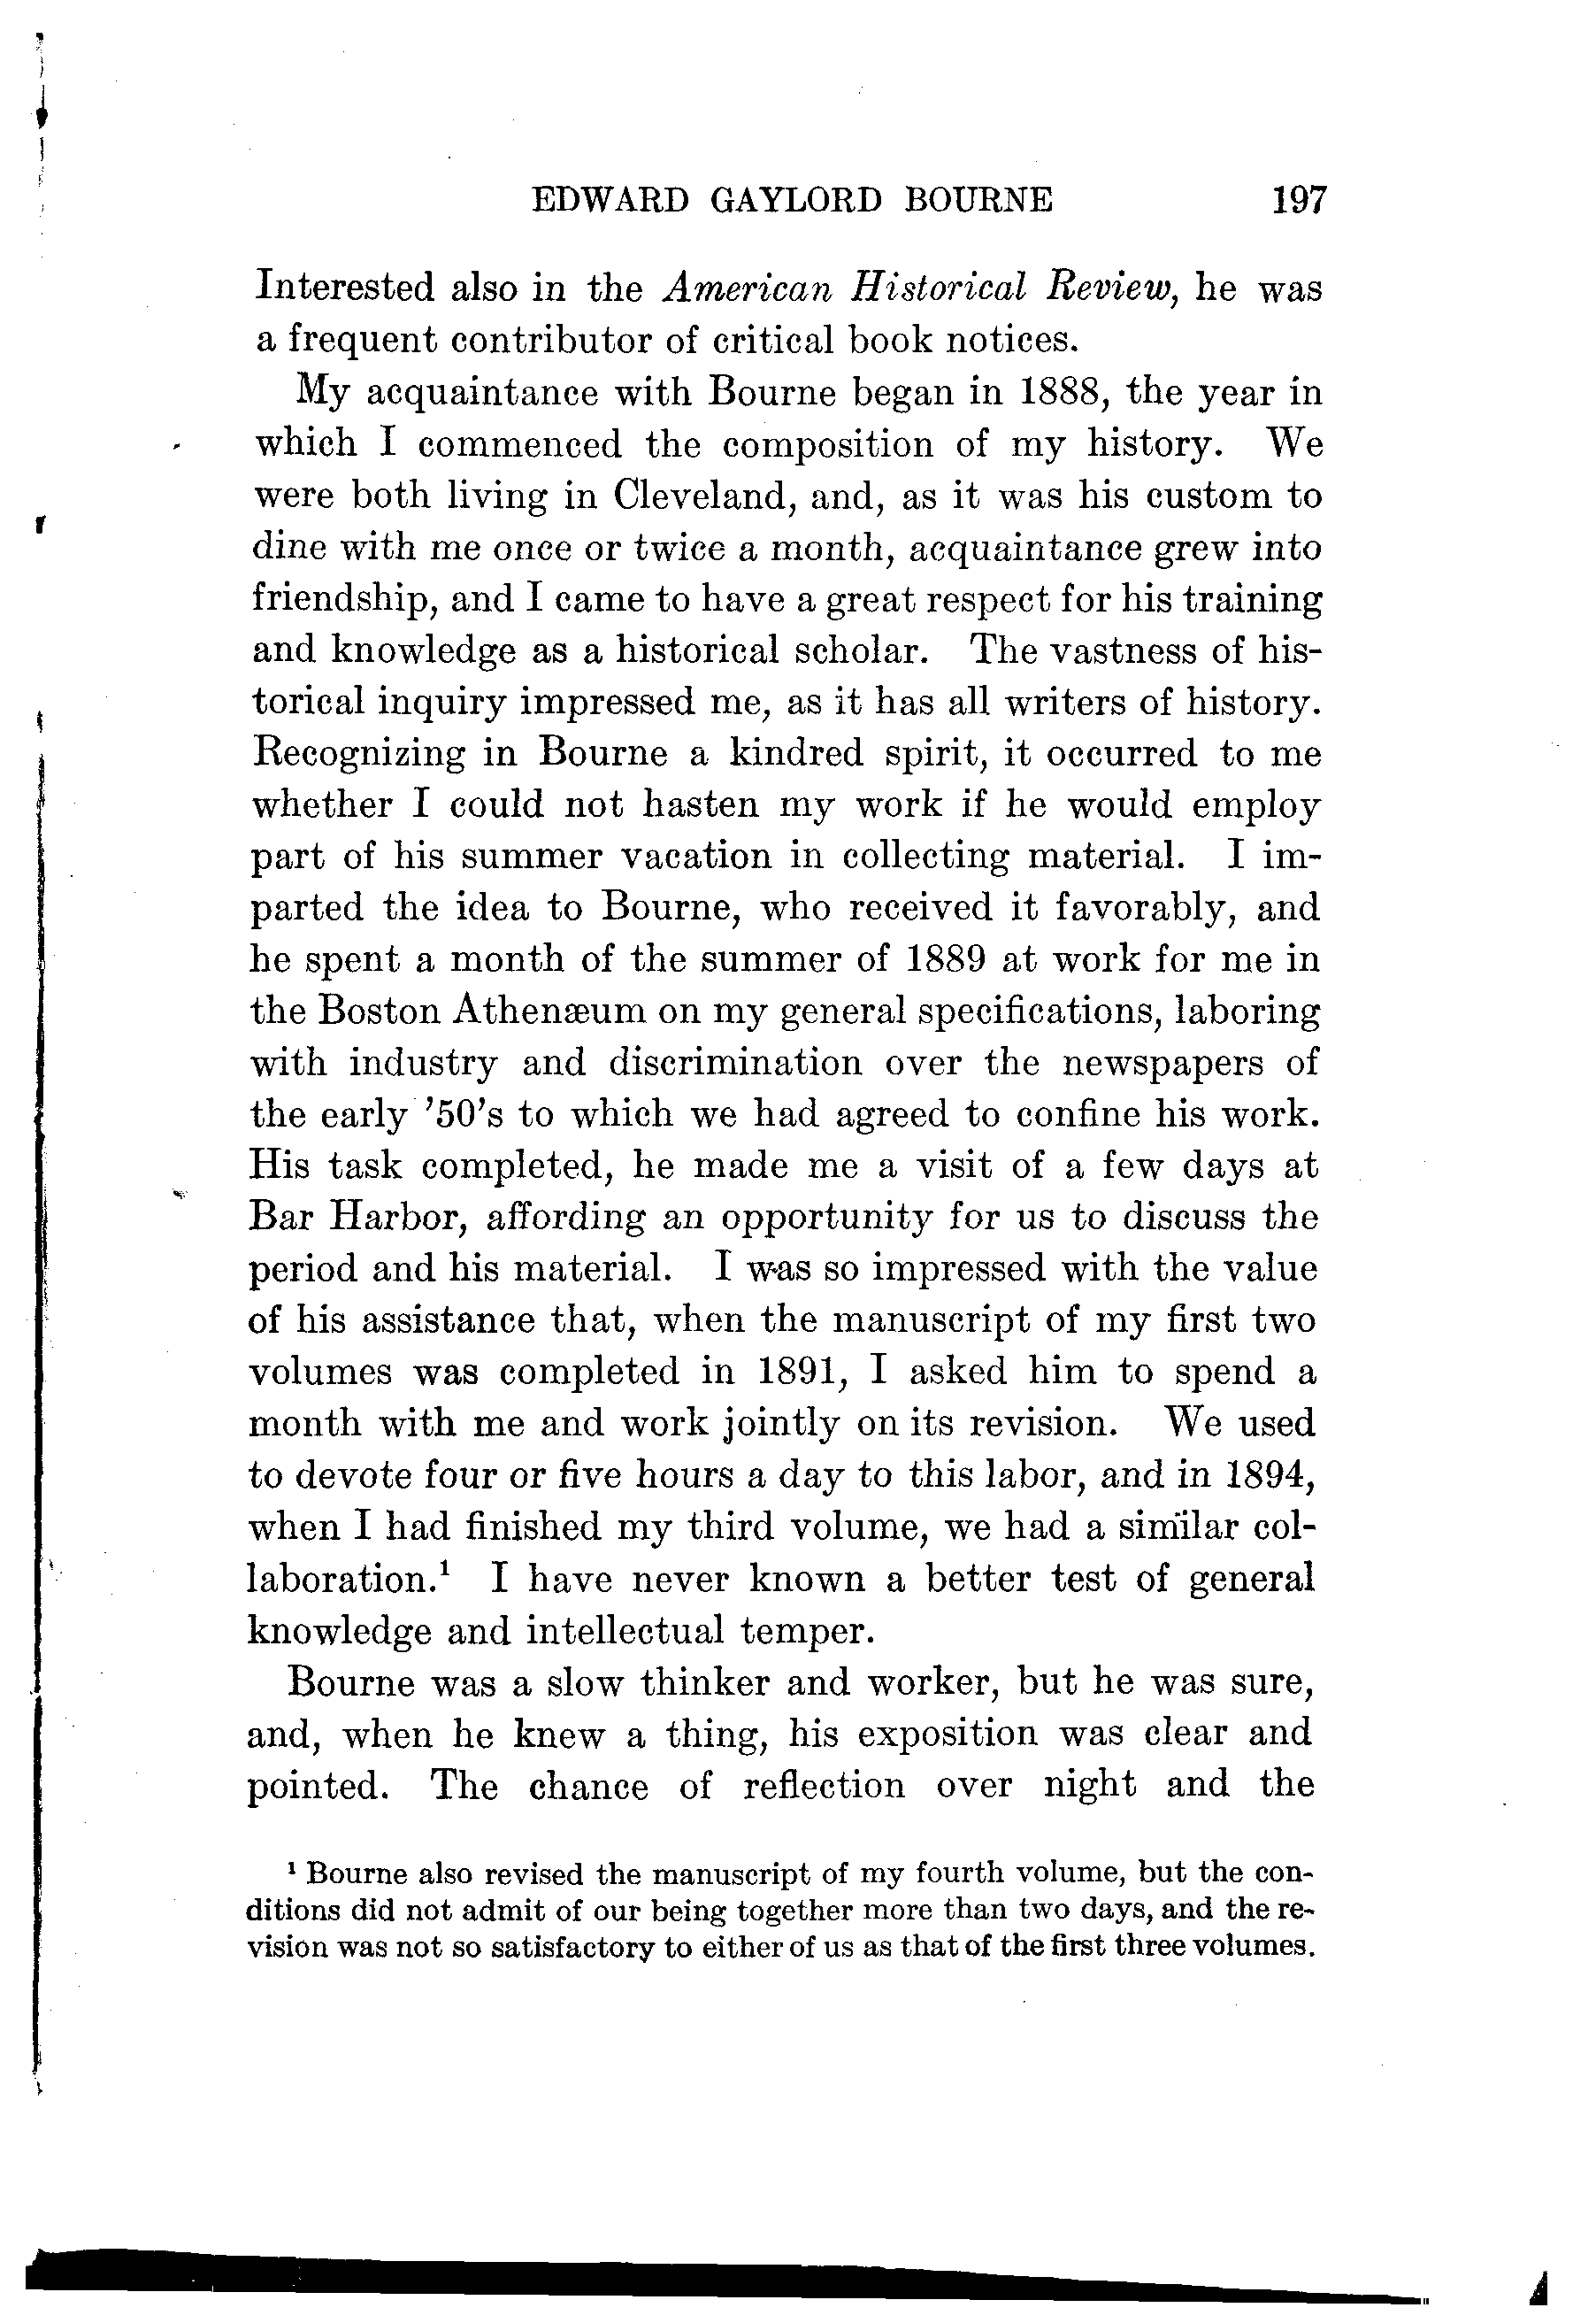 EDWARD GAYLORD BOURNE 197
Interested also in the American Historical Review, he was
a frequent contributor of critical book notices.
My acquaintance with Bourne began in 1888, the year in
which I commenced the composition of my history. We
were both living in Cleveland, and, as it was his custom to
dine with me once or twice a month, acquaintance grew into
friendship, and I came to have a great respect for his training
and knowledge as a historical scholar. The vastness of his-
torical inquiry impressed me, as it has all writers of history.
Recognizing in Bourne a kindred spirit, it occurred to me
whether I could not hasten my work if he would employ
part of his summer vacation in collecting material. I im-
parted the idea to Bourne, who received it favorably, and
he spent a month of the summer of 1889 at work for me in
the Boston Athenæum on my general specifications, laboring
with industry and discrimination over the newspapers of
the early '50's to which we had agreed to confine his work.
His task completed, he made me a visit of a few days at
Bar Harbor, affording an opportunity for us to discuss the
period and his material. I was so impressed with the value
of his assistance that, when the manuscript of my first two
volumes was completed in 1891, I asked him to spend a
month with me and work jointly on its revision. We used
to devote four or five hours a day to this labor, and in 1894,
when I had finished my third volume, we had a similar col-
laboration.¹ I have never known a better test of general
knowledge and intellectual temper.
Bourne was a slow thinker and worker, but he was sure,
and, when he knew a thing, his exposition was clear and
pointed. The chance of reflection over night and the
¹ Bourne also revised the manuscript of my fourth volume, but the con-
ditions did not admit of our being together more than two days, and the re-
vision was not so satisfactory to either of us as that of the first three volumes.